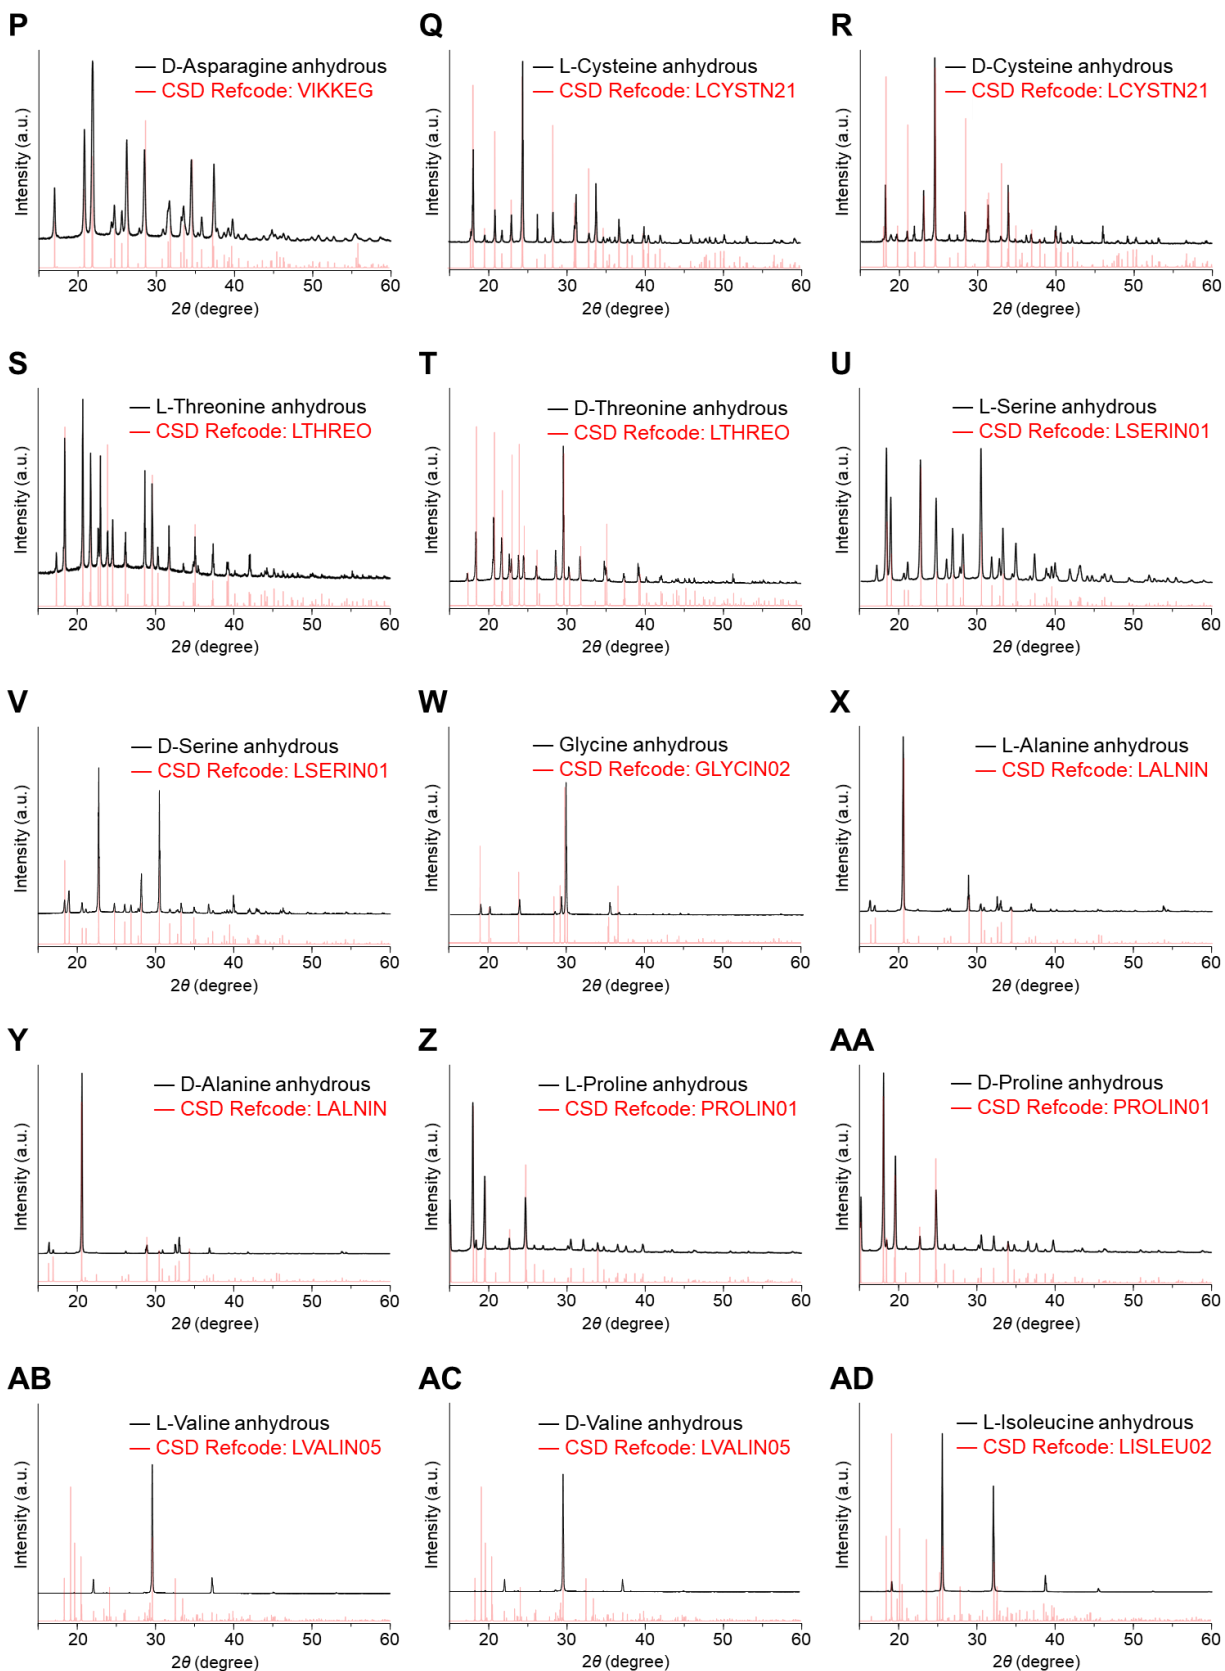 P
Intensity (a.u.)
D-Asparagine anhydrous
CSD Refcode: VIKKEG
20 30 40 50 60
2θ (degree)
Q
Intensity (a.u.)
L-Cysteine anhydrous
CSD Refcode: LCYSTN21
20 30 40 50 60
2θ (degree)
R
Intensity (a.u.)
D-Cysteine anhydrous
CSD Refcode: LCYSTN21
20 30 40 50 60
2θ (degree)
S
Intensity (a.u.)
L-Threonine anhydrous
CSD Refcode: LTHREO
20 30 40 50 60
2θ (degree)
T
Intensity (a.u.)
D-Threonine anhydrous
CSD Refcode: LTHREO
20 30 40 50 60
2θ (degree)
U
Intensity (a.u.)
L-Serine anhydrous
CSD Refcode: LSERIN01
20 30 40 50 60
2θ (degree)
V
Intensity (a.u.)
D-Serine anhydrous
CSD Refcode: LSERIN01
20 30 40 50 60
2θ (degree)
W
Intensity (a.u.)
Glycine anhydrous
CSD Refcode: GLYCIN02
20 30 40 50 60
2θ (degree)
X
Intensity (a.u.)
L-Alanine anhydrous
CSD Refcode: LALNIN
20 30 40 50 60
2θ (degree)
Y
Intensity (a.u.)
D-Alanine anhydrous
CSD Refcode: LALNIN
20 30 40 50 60
2θ (degree)
Z
Intensity (a.u.)
L-Proline anhydrous
CSD Refcode: PROLIN01
20 30 40 50 60
2θ (degree)
AA
Intensity (a.u.)
D-Proline anhydrous
CSD Refcode: PROLIN01
20 30 40 50 60
2θ (degree)
AB
Intensity (a.u.)
L-Valine anhydrous
CSD Refcode: LVALIN05
20 30 40 50 60
2θ (degree)
AC
Intensity (a.u.)
D-Valine anhydrous
CSD Refcode: LVALIN05
20 30 40 50 60
2θ (degree)
AD
Intensity (a.u.)
L-Isoleucine anhydrous
CSD Refcode: LISLEU02
20 30 40 50 60
2θ (degree)